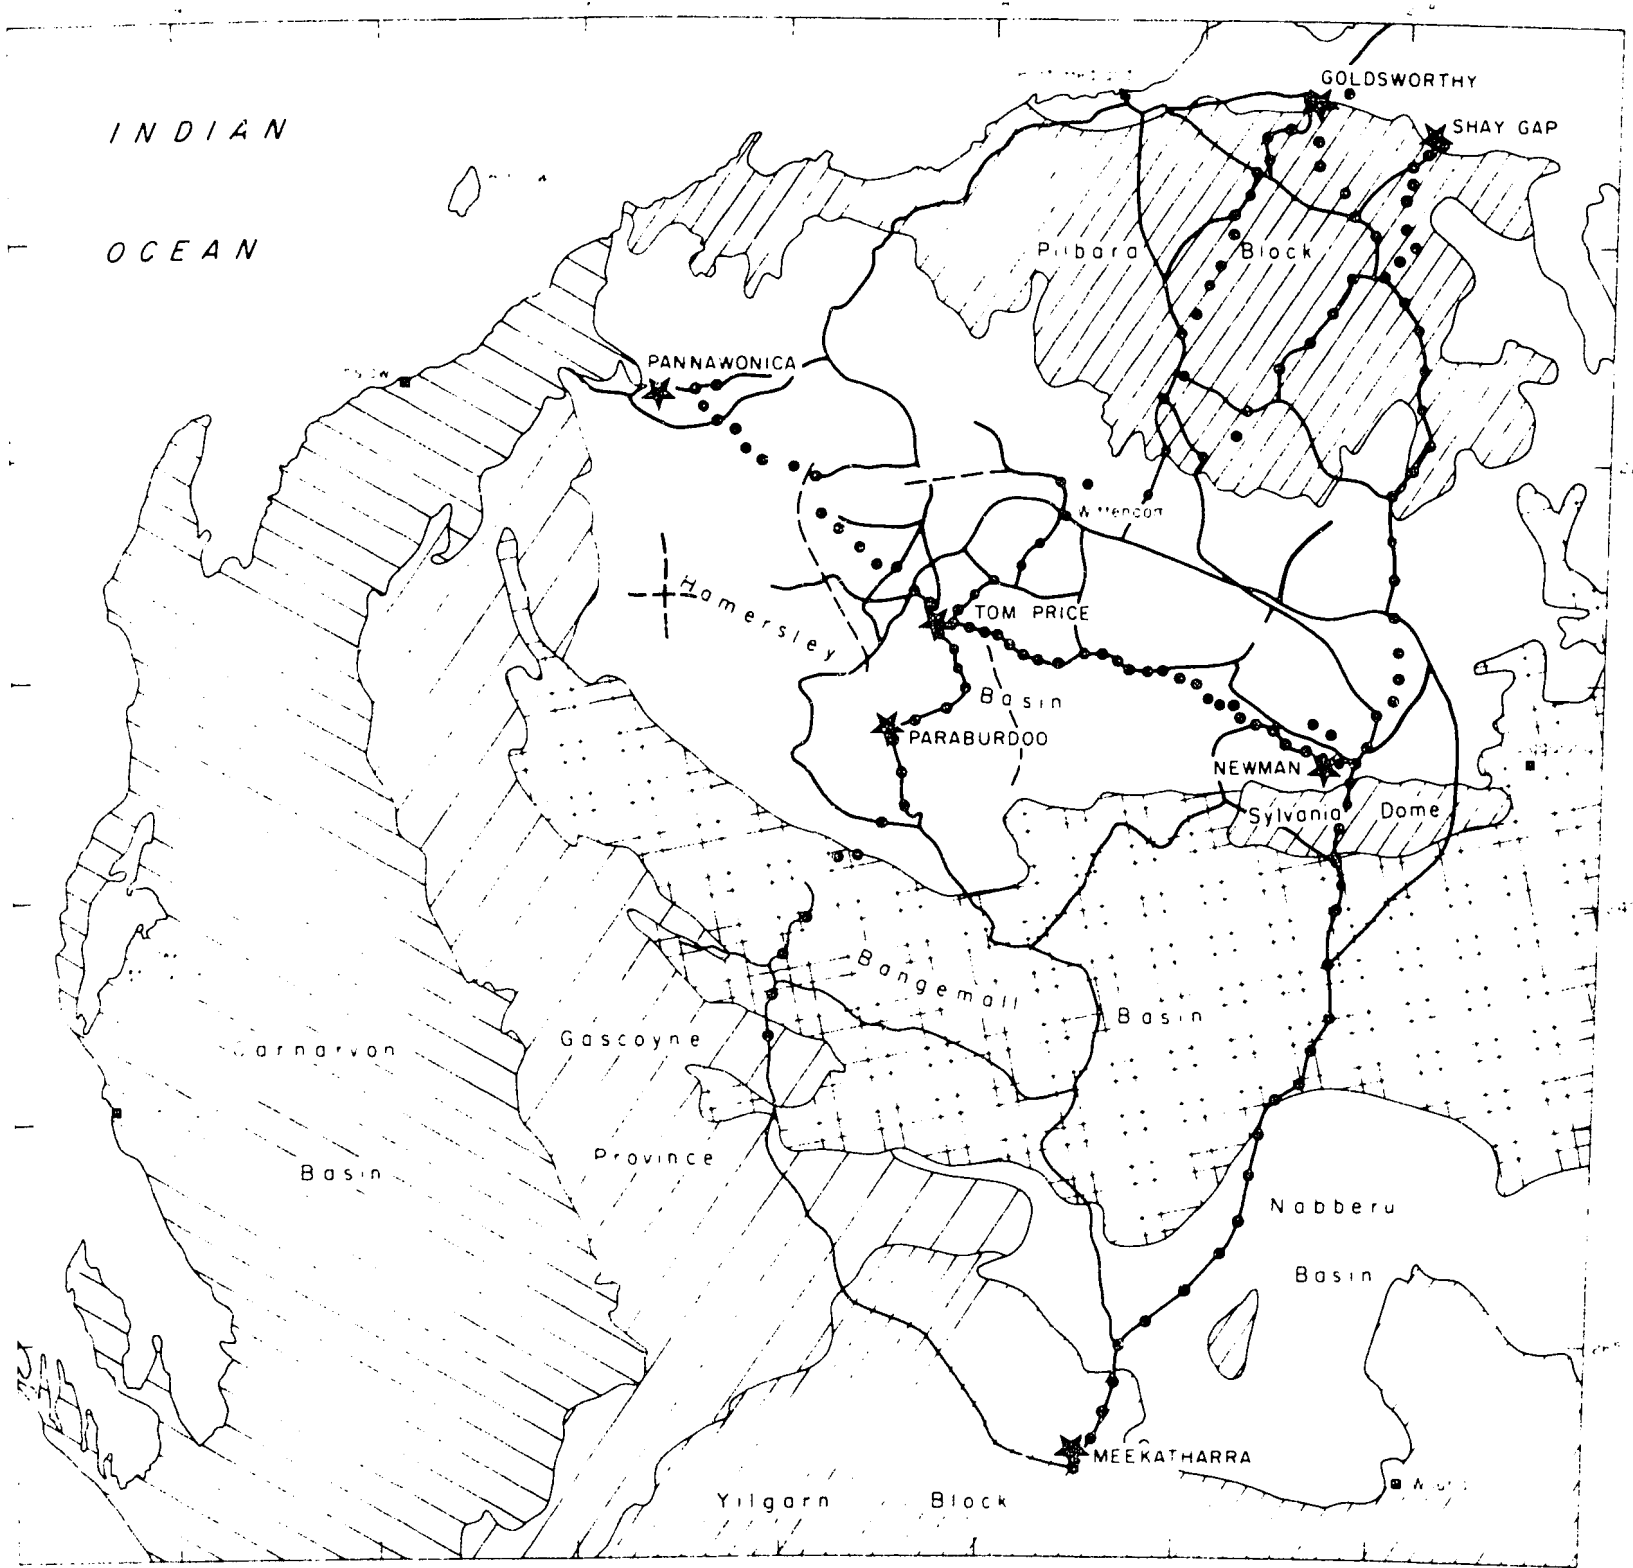 GOLDSWORTHY
SHAY GAP
INDIAN
OCEAN
Pilbara Block
PANNAWONICA
Hamersley
TOM PRICE
Basin
PARABURDOO
NEWMAN
Sylvania Dome
Bangemall
Basin
Gascoyne
Province
Basin
Nabberu
Basin
MEEKATHARRA
Yilgarn Block